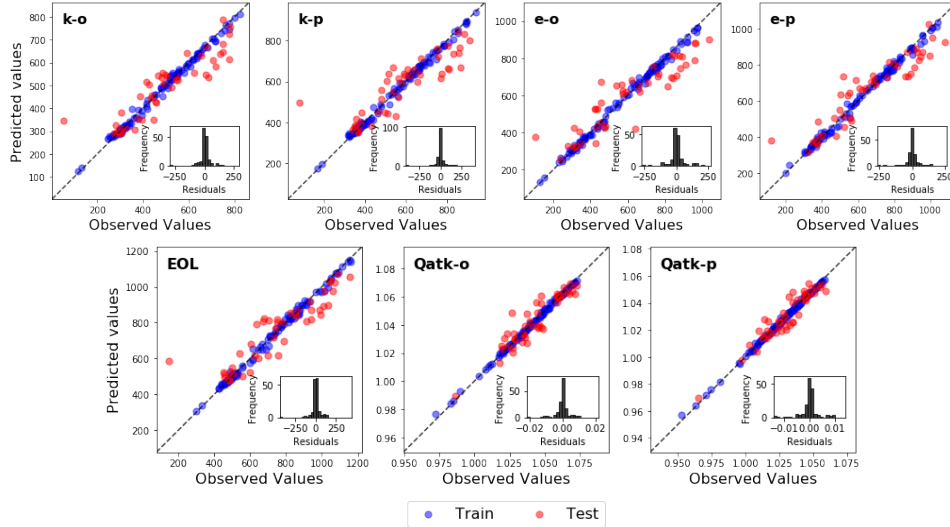 k-o
800
700
600
500
400
300
200
100
Predicted values
200 400 600 800
Observed Values
Frequency
50
0
−250 0 250
Residuals
k-p
800
600
400
200
200 400 600 800
Observed Values
Frequency
100
0
−250 0
Residuals
e-o
1000
800
600
400
200
200 400 600 800 1000
Observed Values
Frequency
50
0
−250 0 250
Residuals
e-p
1000
800
600
400
200
200 400 600 800 1000
Observed Values
Frequency
50
0
−250 0 250
Residuals
EOL
1200
1000
800
600
400
200
Predicted values
200 400 600 800 1000 1200
Observed Values
Frequency
50
0
−250 0 250
Residuals
Qatk-o
1.08
1.06
1.04
1.02
1.00
0.98
0.96
0.950 0.975 1.000 1.025 1.050 1.075
Observed Values
Frequency
50
0
−0.02 0.00 0.02
Residuals
Qatk-p
1.08
1.06
1.04
1.02
1.00
0.98
0.96
0.94
0.950 0.975 1.000 1.025 1.050 1.075
Observed Values
Frequency
50
0
−0.01 0.00 0.01
Residuals
Train Test